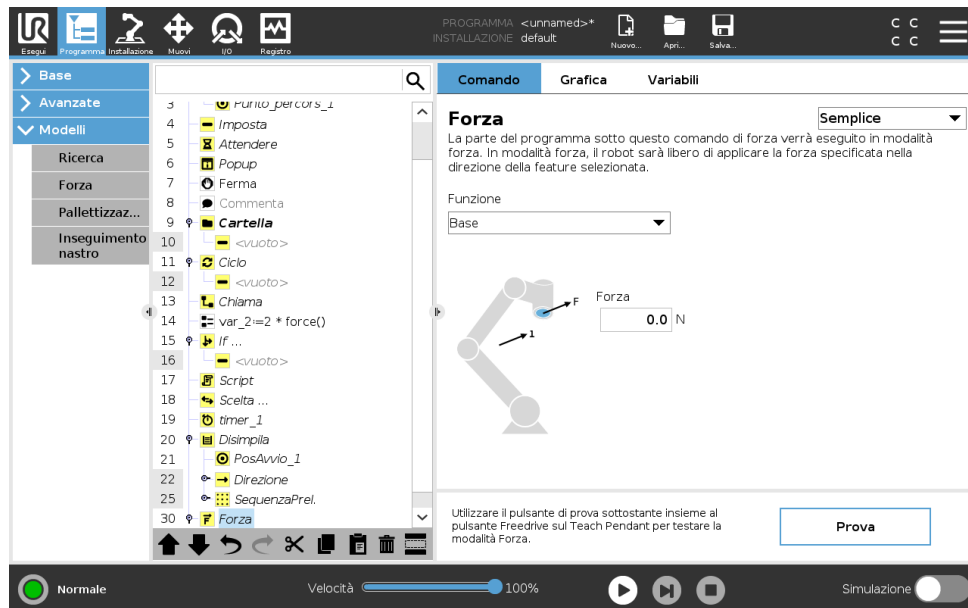 PROGRAMMA <unnamed>*
INSTALLAZIONE default
UR
Esegui
Programma
Installazione
Muovi
I/O
Registro
Nuovo...
Apri...
Salva...
C C
C C
Base
Avanzate
Modelli
Ricerca
Forza
Pallettizzaz...
Inseguimento
nastro
3 Punto_percors_1
4 Imposta
5 Attendere
6 Popup
7 Ferma
8 Commenta
9 Cartella
10 <vuoto>
11 Ciclo
12 <vuoto>
13 Chiama
14 var_2:=2 * force()
15 If ...
16 <vuoto>
17 Script
18 Scelta ...
19 timer_1
20 Disimpila
21 PosAvvio_1
22 Direzione
25 SequenzaPrel.
30 Forza
Comando
Grafica
Variabili
Forza
Semplice
La parte del programma sotto questo comando di forza verrà eseguito in modalità
forza. In modalità forza, il robot sarà libero di applicare la forza specificata nella
direzione della feature selezionata.
Funzione
Base
F
1
Forza
0.0 N
Utilizzare il pulsante di prova sottostante insieme al
pulsante Freedrive sul Teach Pendant per testare la
modalità Forza.
Prova
Normale
Velocità
100%
Simulazione